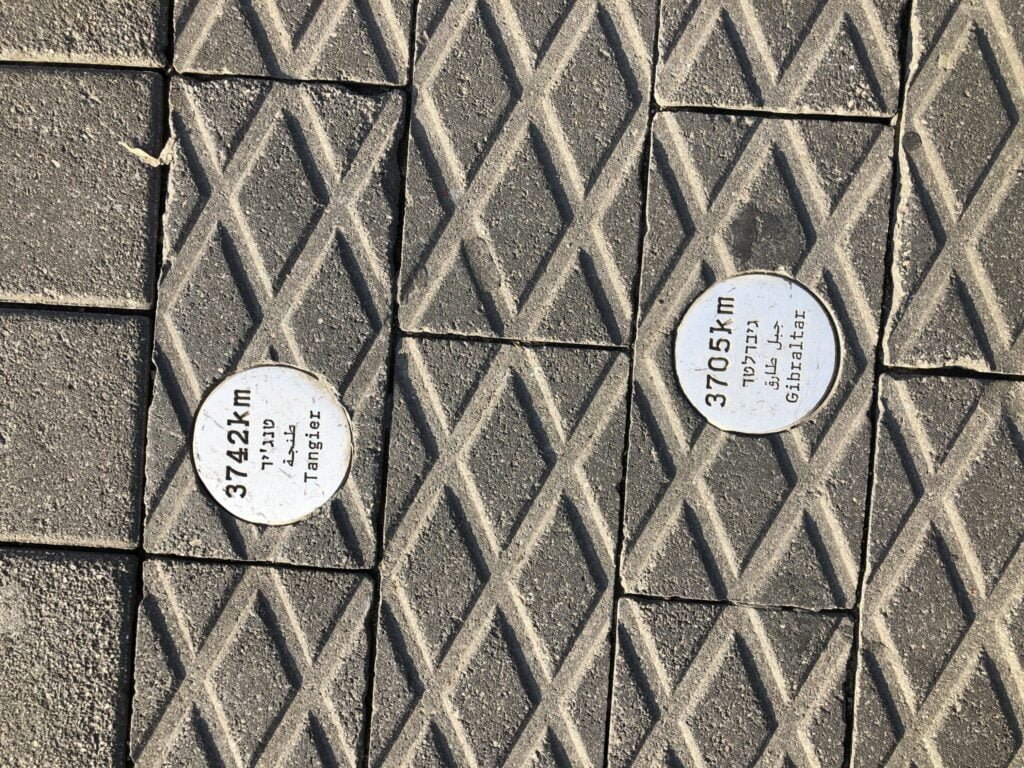 3742km
טנג'יר
طنجة
Tangier
3705km
גיברלטר
جبل طارق
Gibraltar